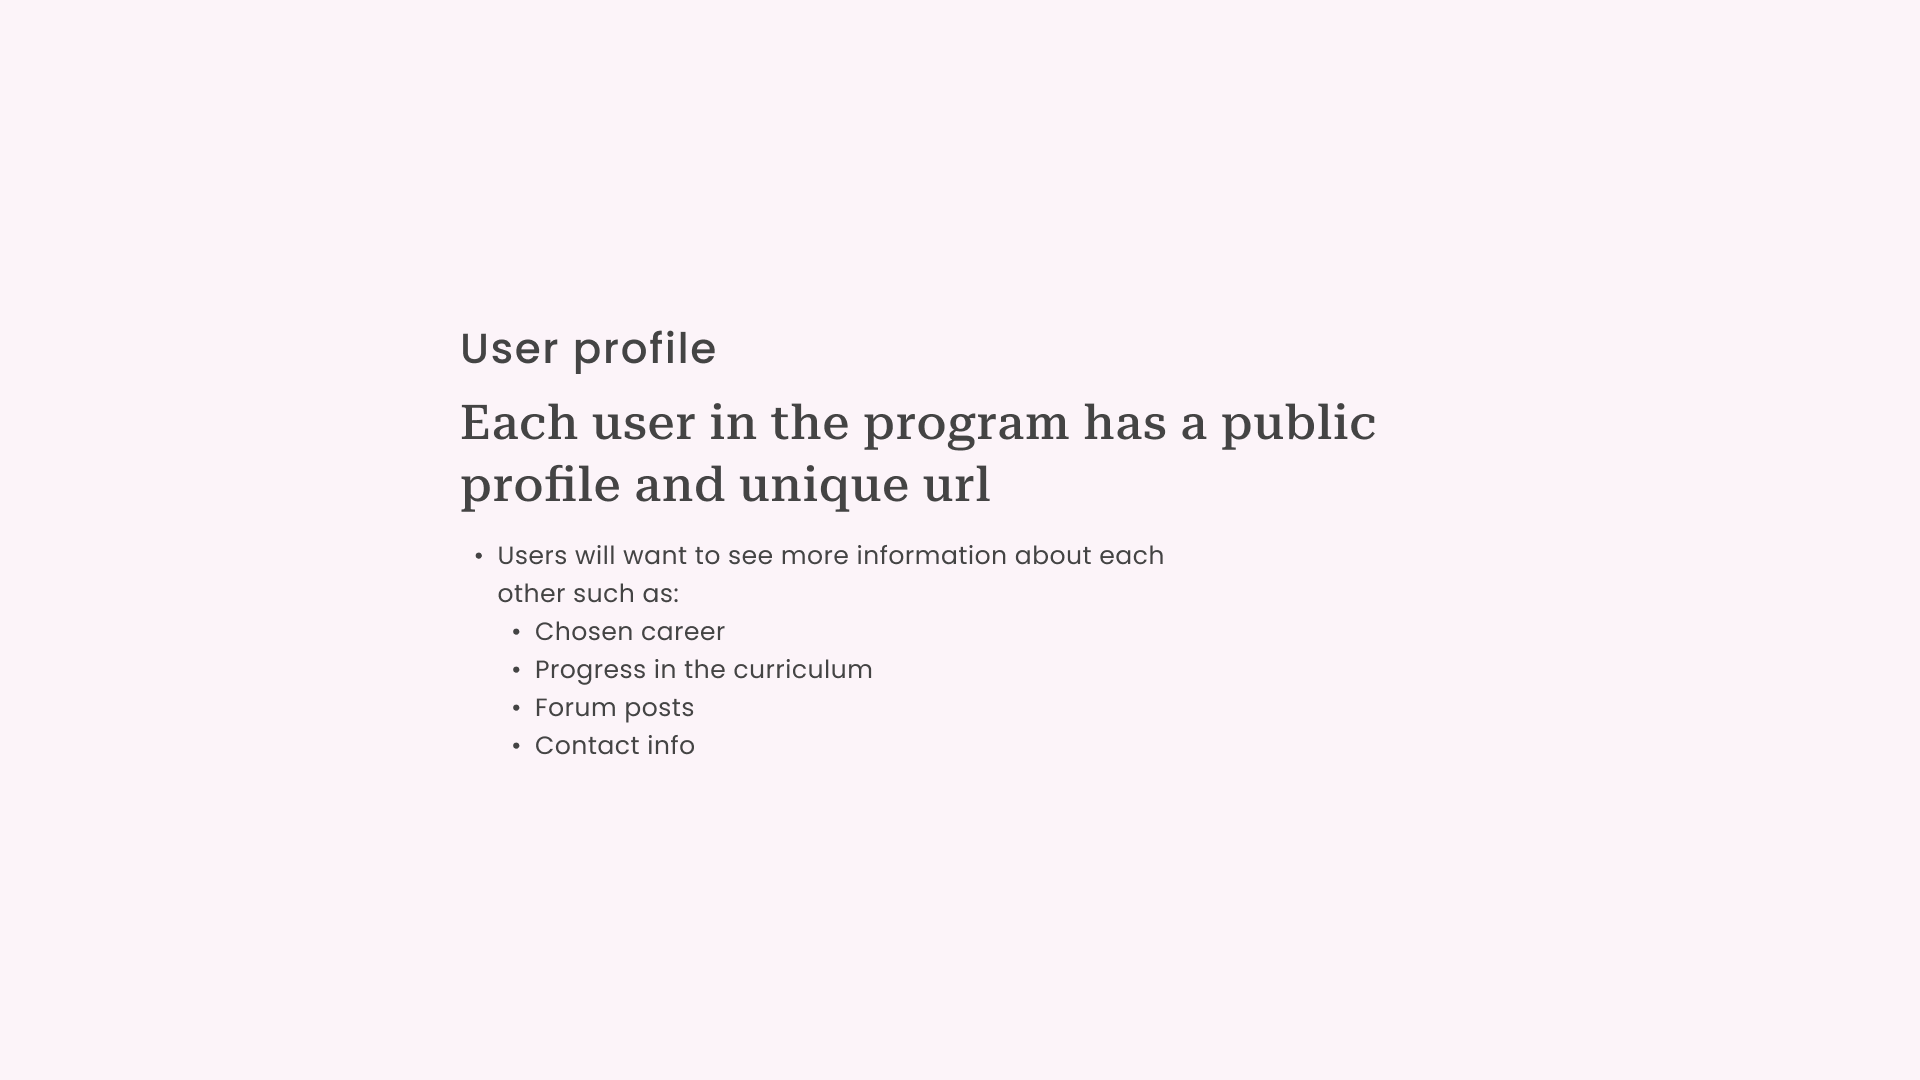 User profile
Each user in the program has a public
profile and unique url
• Users will want to see more information about each
other such as:
• Chosen career
• Progress in the curriculum
• Forum posts
• Contact info